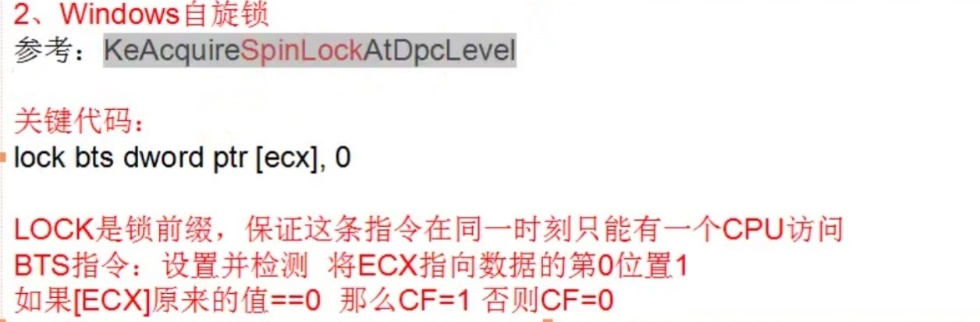 2、Windows自旋锁
参考：KeAcquireSpinLockAtDpcLevel
关键代码：
lock bts dword ptr [ecx], 0
LOCK是锁前缀，保证这条指令在同一时刻只能有一个CPU访问
BTS指令：设置并检测 将ECX指向数据的第0位置1
如果[ECX]原来的值==0 那么CF=1 否则CF=0